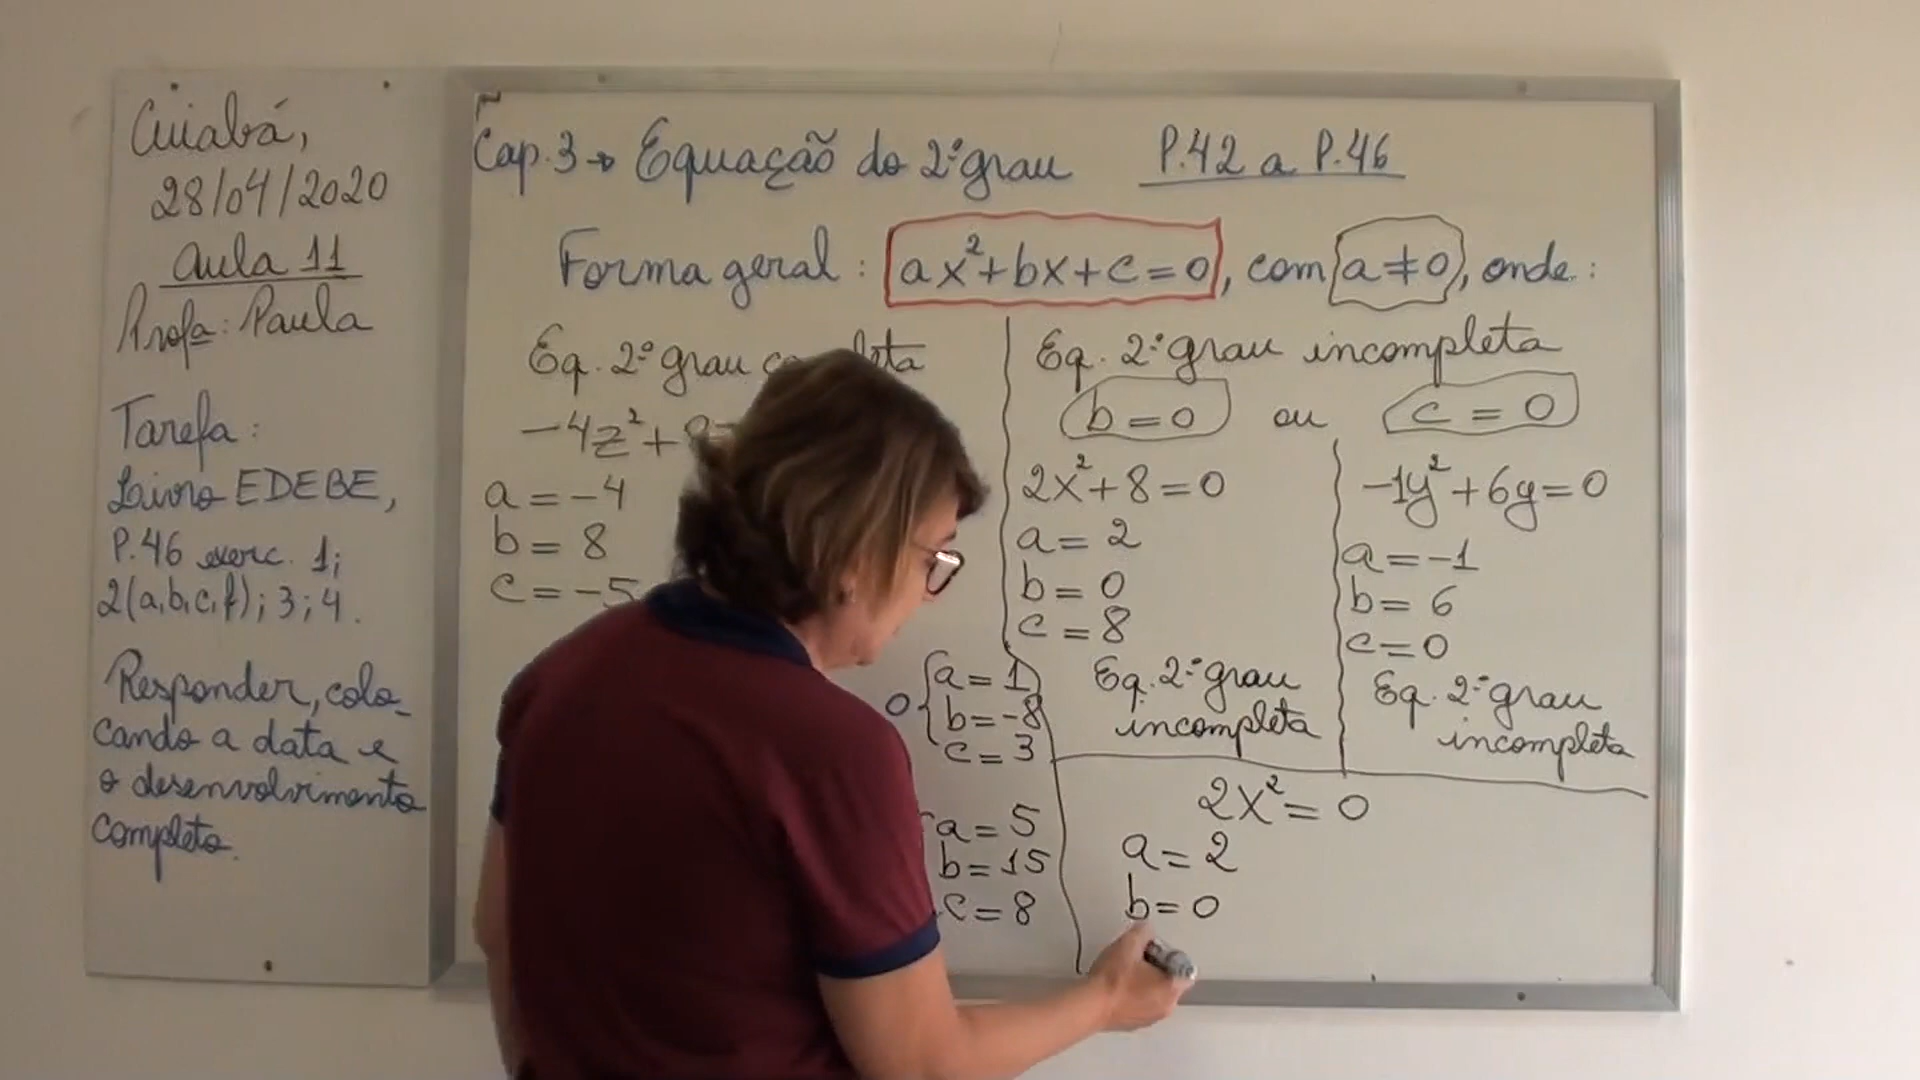 Cuiabá,
28/04/2020
Aula 11
Profa: Paula
Tarefa:
Livro EDEBE,
P.46 exerc. 1;
2(a,b,c,f); 3; 4.
Responder, colo-
cando a data e
o desenvolvimento
completo.
Cap. 3 → Equação do 2º grau P.42 a P.46
Forma geral: ax²+bx+c=0, com a≠0, onde:
Eq. 2º grau
-4z²+
a = -4
b = 8
c = -5
0 { a = 1
b = -8
c = 3
a = 5
b = 15
c = 8
Eq. 2º grau incompleta
b = 0 ou c = 0
2x²+8=0
a = 2
b = 0
c = 8
Eq. 2º grau
incompleta
-1y²+6y=0
a = -1
b = 6
c = 0
Eq. 2º grau
incompleta
2x² = 0
a = 2
b = 0